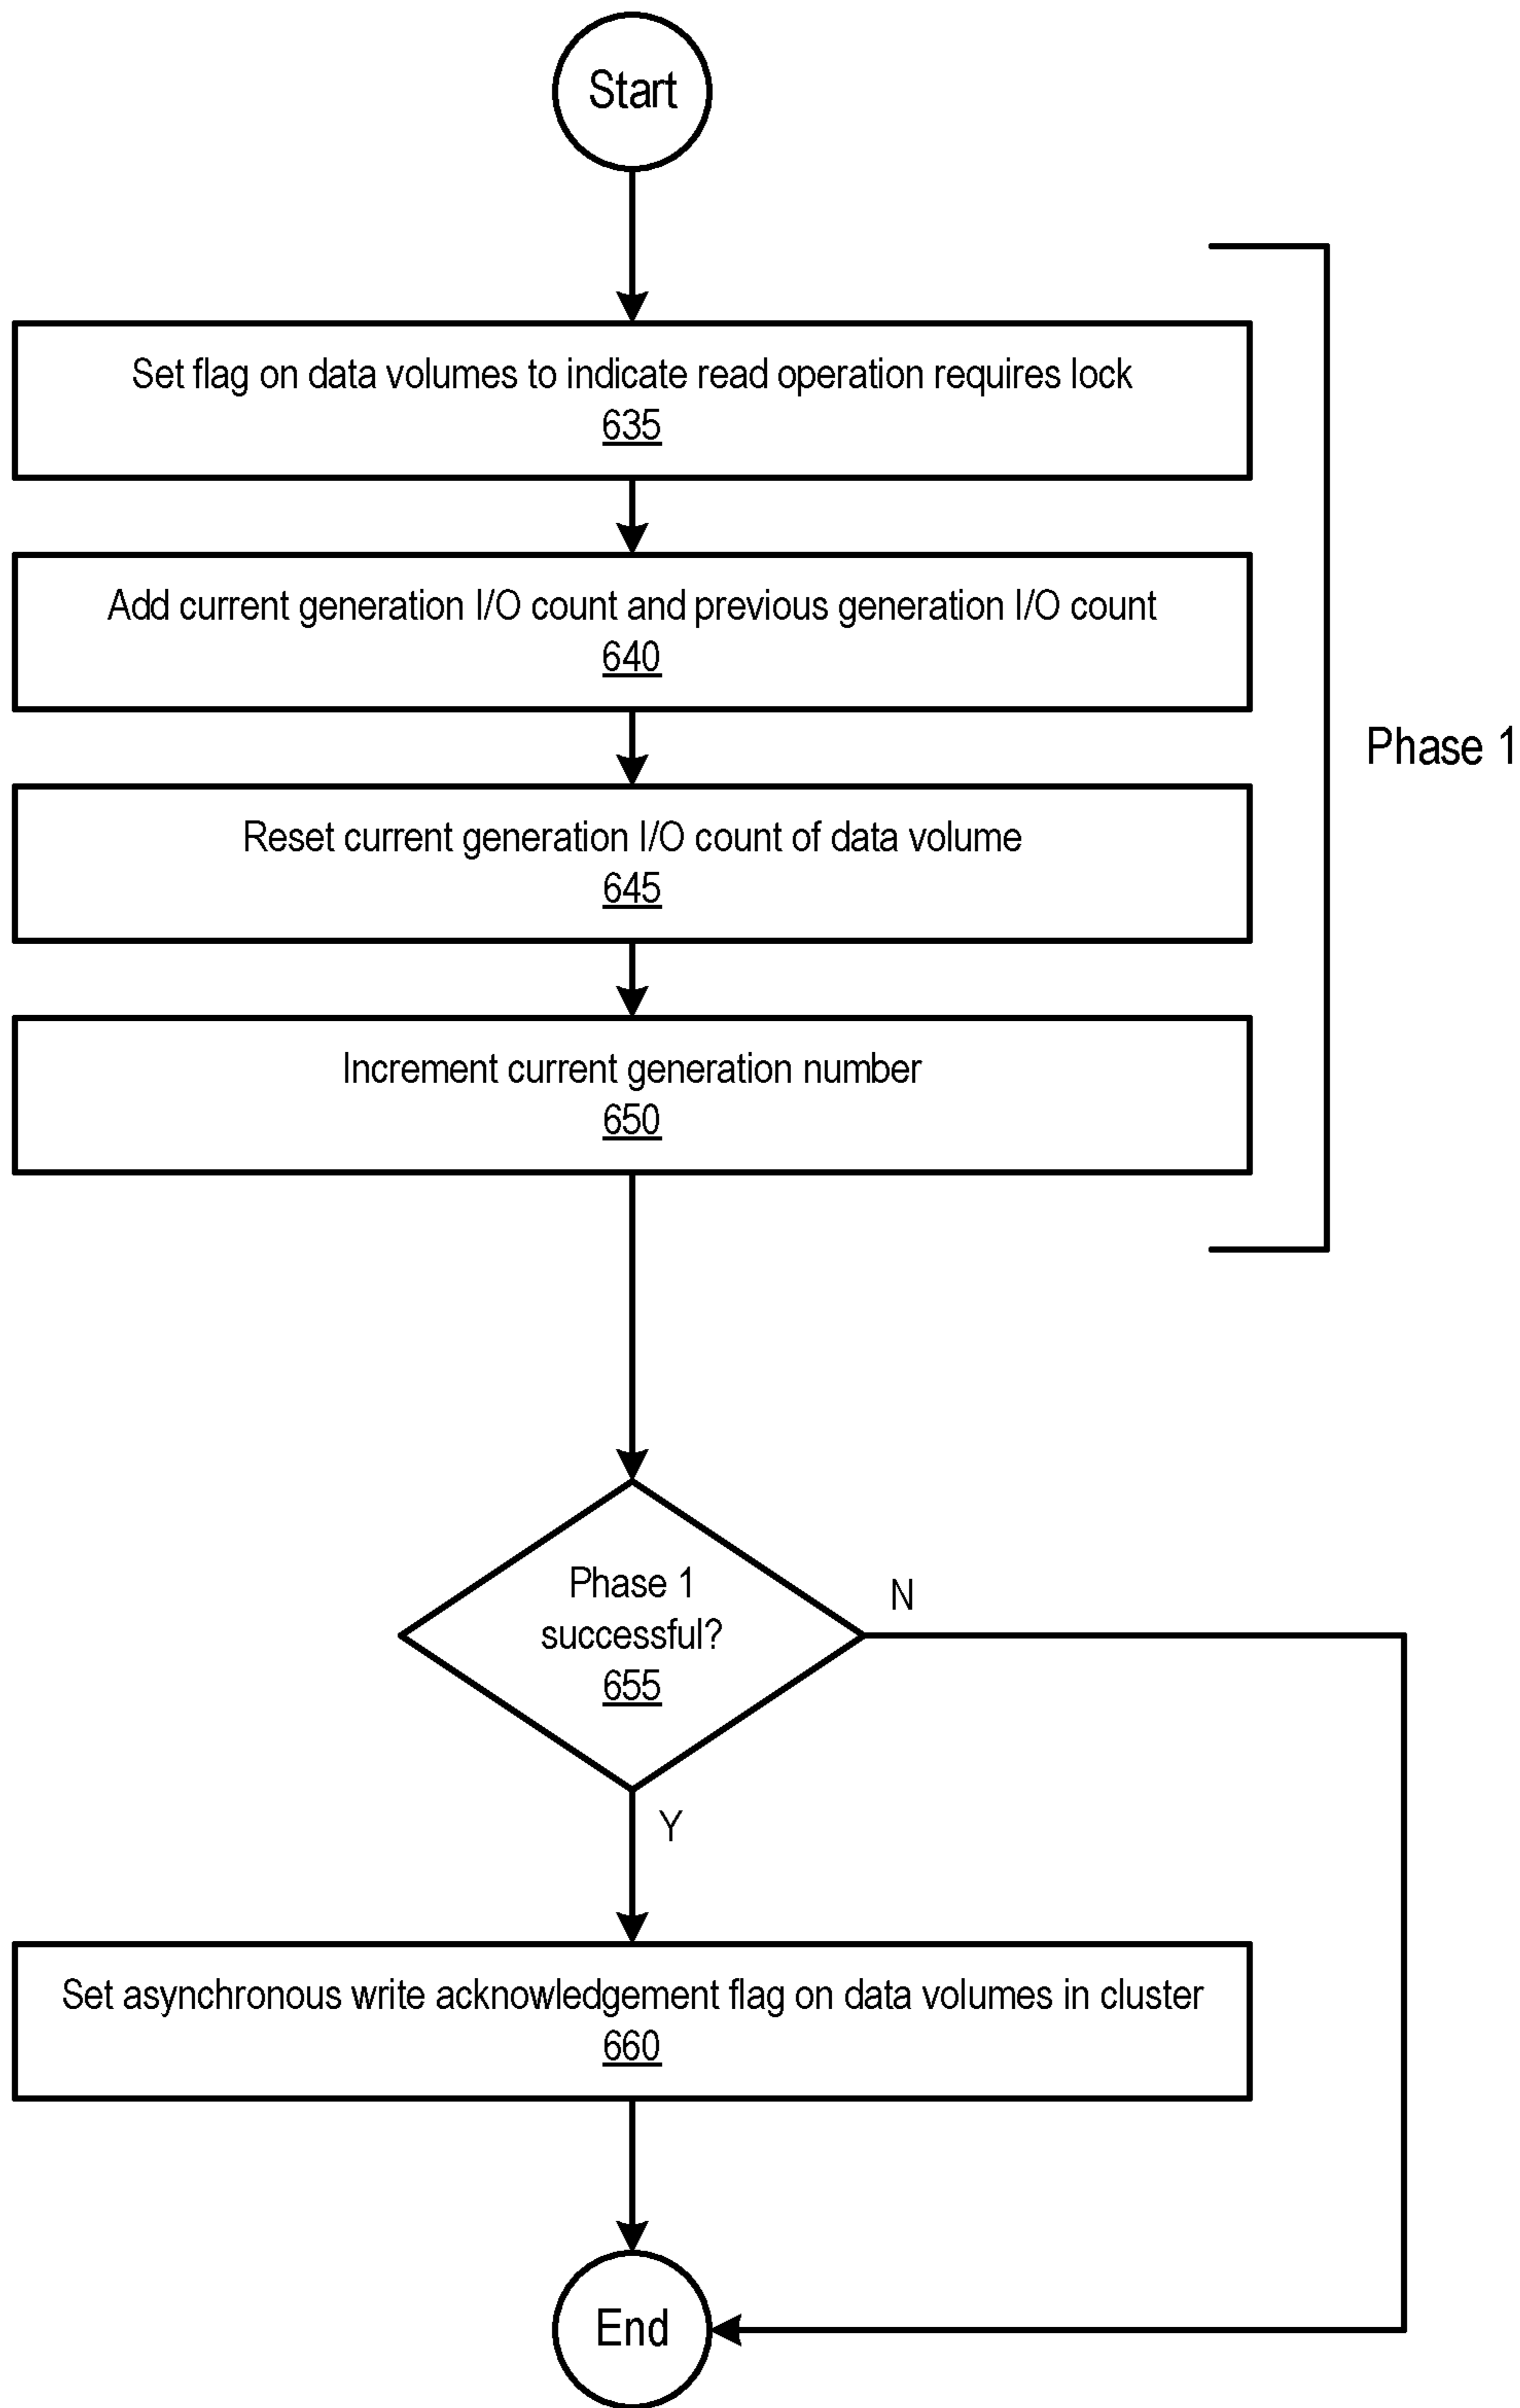 Start
Set flag on data volumes to indicate read operation requires lock
635
Add current generation I/O count and previous generation I/O count
640
Phase 1
Reset current generation I/O count of data volume
645
Increment current generation number
650
Phase 1
successful?
655
N
Y
Set asynchronous write acknowledgement flag on data volumes in cluster
660
End